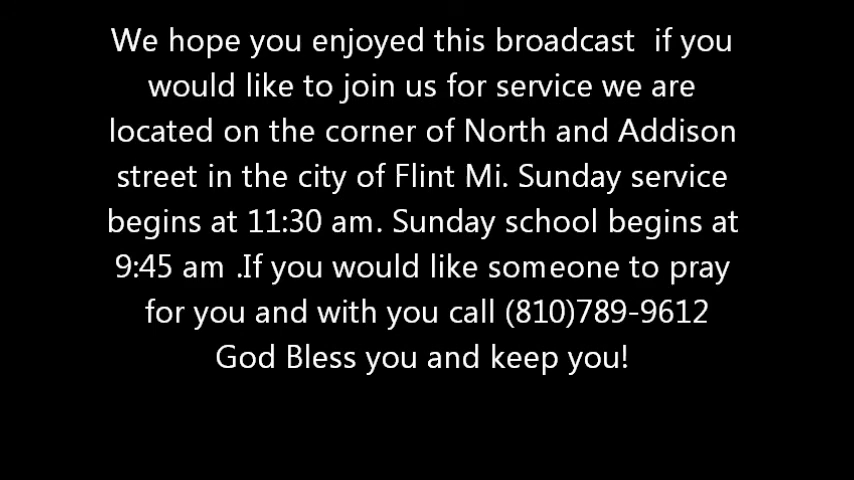 We hope you enjoyed this broadcast  if you
would like to join us for service we are
located on the corner of North and Addison
street in the city of Flint Mi. Sunday service
begins at 11:30 am. Sunday school begins at
9:45 am .If you would like someone to pray
for you and with you call (810)789-9612
God Bless you and keep you!